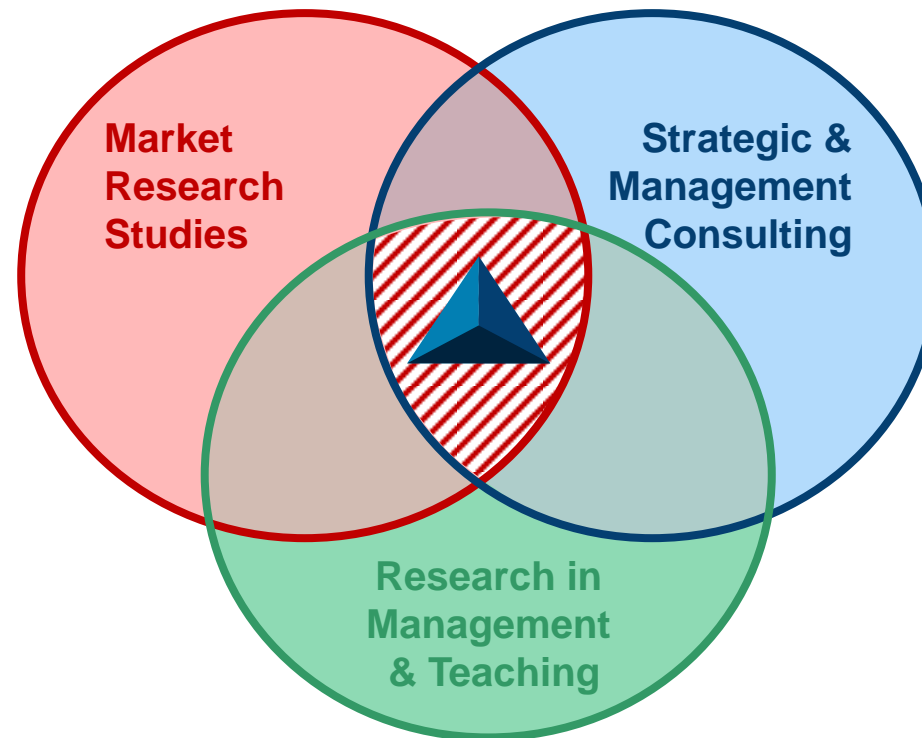 Market
Research
Studies
Strategic &
Management
Consulting
Research in
Management
& Teaching